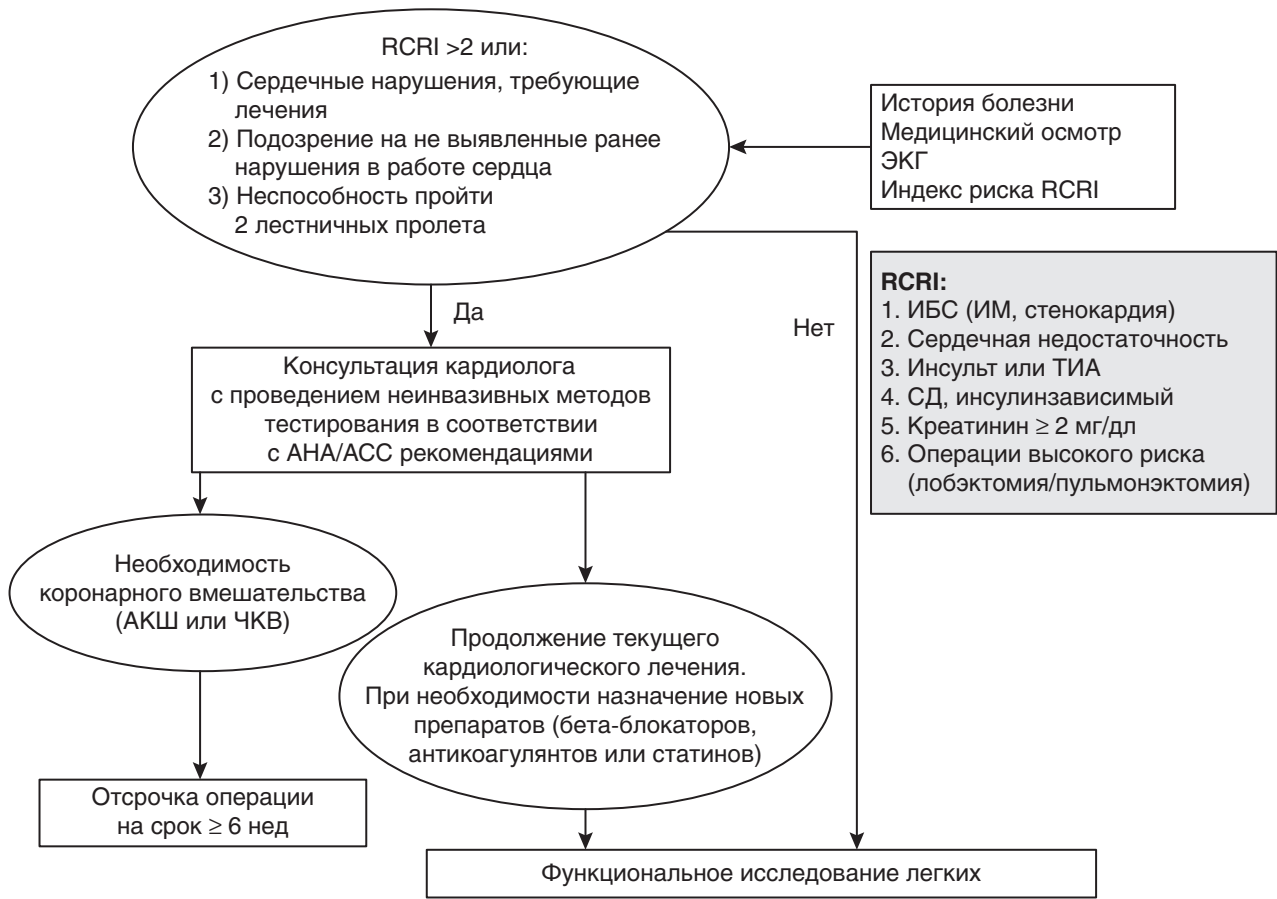 RCRI >2 или:
1) Сердечные нарушения, требующие
лечения
2) Подозрение на не выявленные ранее
нарушения в работе сердца
3) Неспособность пройти
2 лестничных пролета
История болезни
Медицинский осмотр
ЭКГ
Индекс риска RCRI
RCRI:
1. ИБС (ИМ, стенокардия)
2. Сердечная недостаточность
3. Инсульт или ТИА
4. СД, инсулинзависимый
5. Креатинин ≥ 2 мг/дл
6. Операции высокого риска
(лобэктомия/пульмонэктомия)
Да
Нет
Консультация кардиолога
с проведением неинвазивных методов
тестирования в соответствии
с АНА/АСС рекомендациями
Необходимость
коронарного вмешательства
(АКШ или ЧКВ)
Продолжение текущего
кардиологического лечения.
При необходимости назначение новых
препаратов (бета-блокаторов,
антикоагулянтов или статинов)
Отсрочка операции
на срок ≥ 6 нед
Функциональное исследование легких